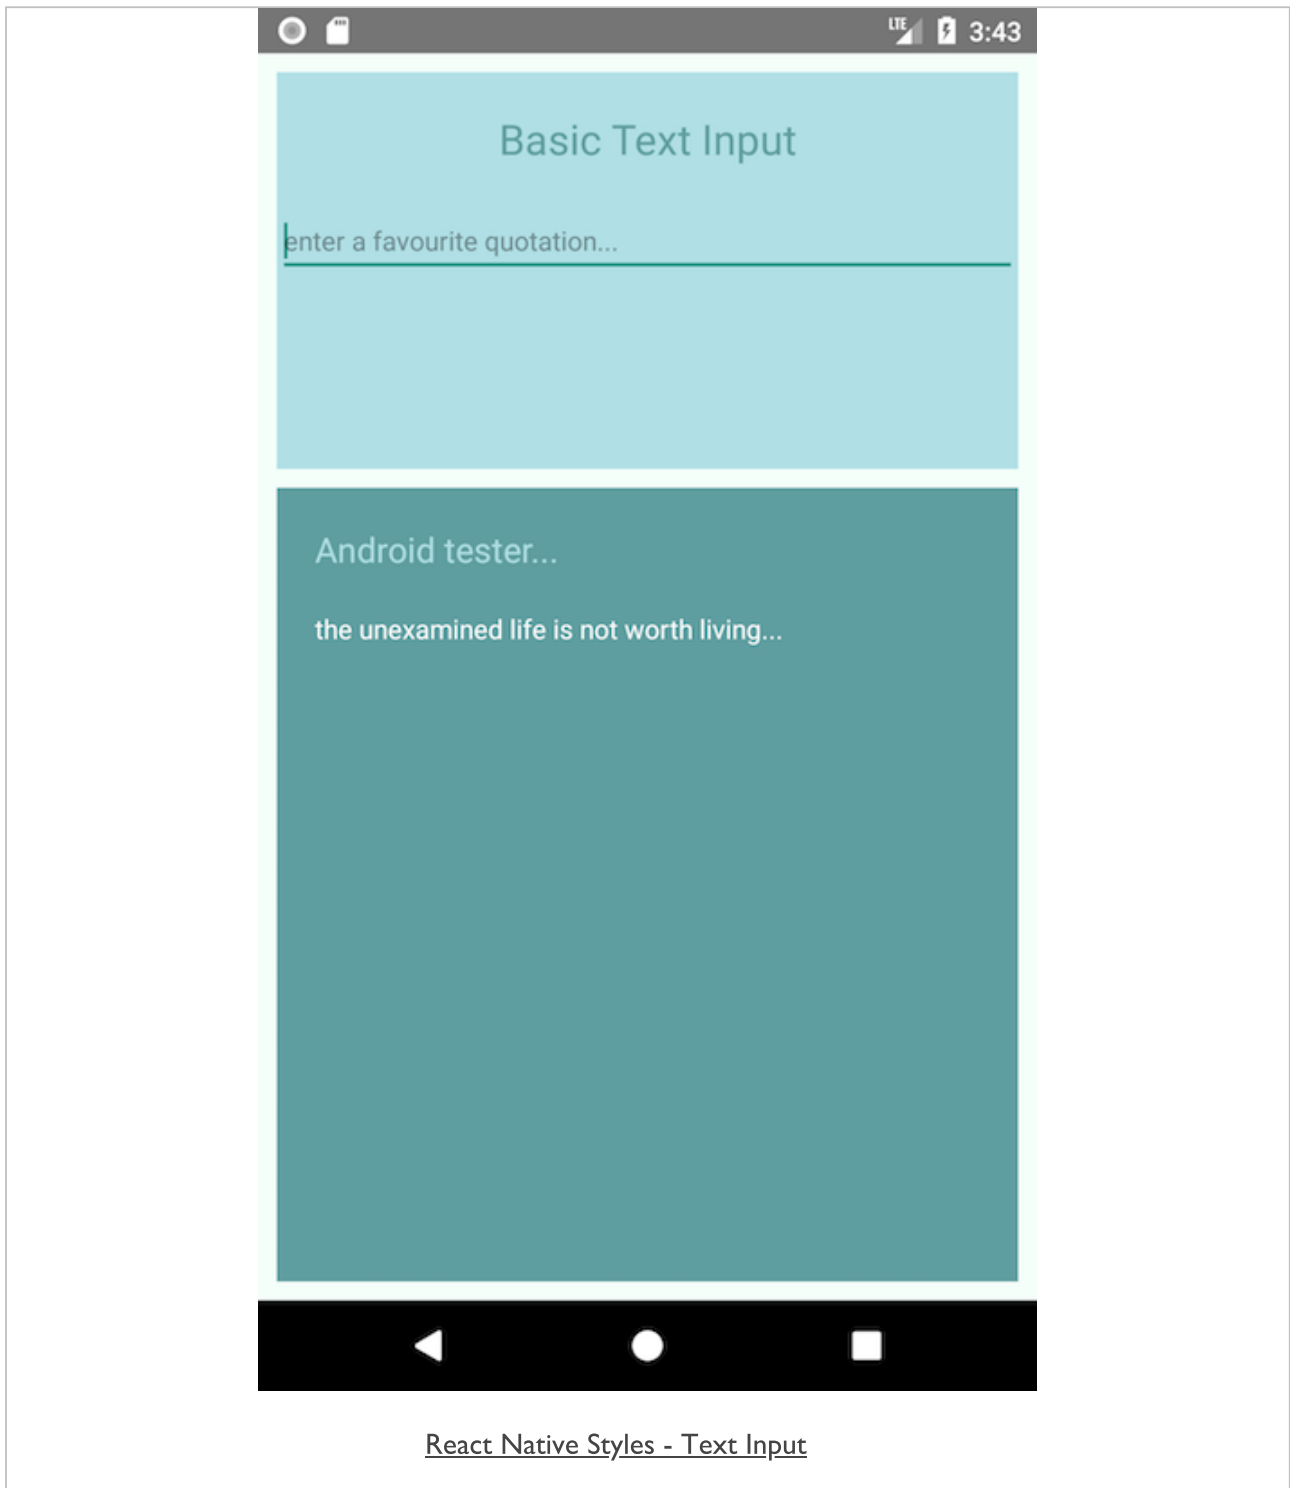 LTE 3:43
Basic Text Input
enter a favourite quotation...
Android tester...
the unexamined life is not worth living...
React Native Styles - Text Input